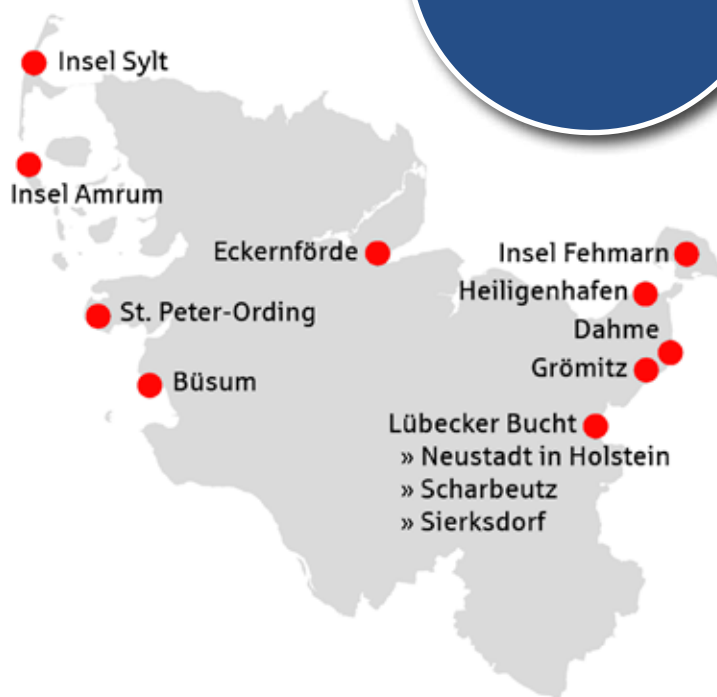 Insel Sylt
Insel Amrum
Eckernförde
Insel Fehmarn
Heiligenhafen
St. Peter-Ording
Dahme
Grömitz
Büsum
Lübecker Bucht
» Neustadt in Holstein
» Scharbeutz
» Sierksdorf